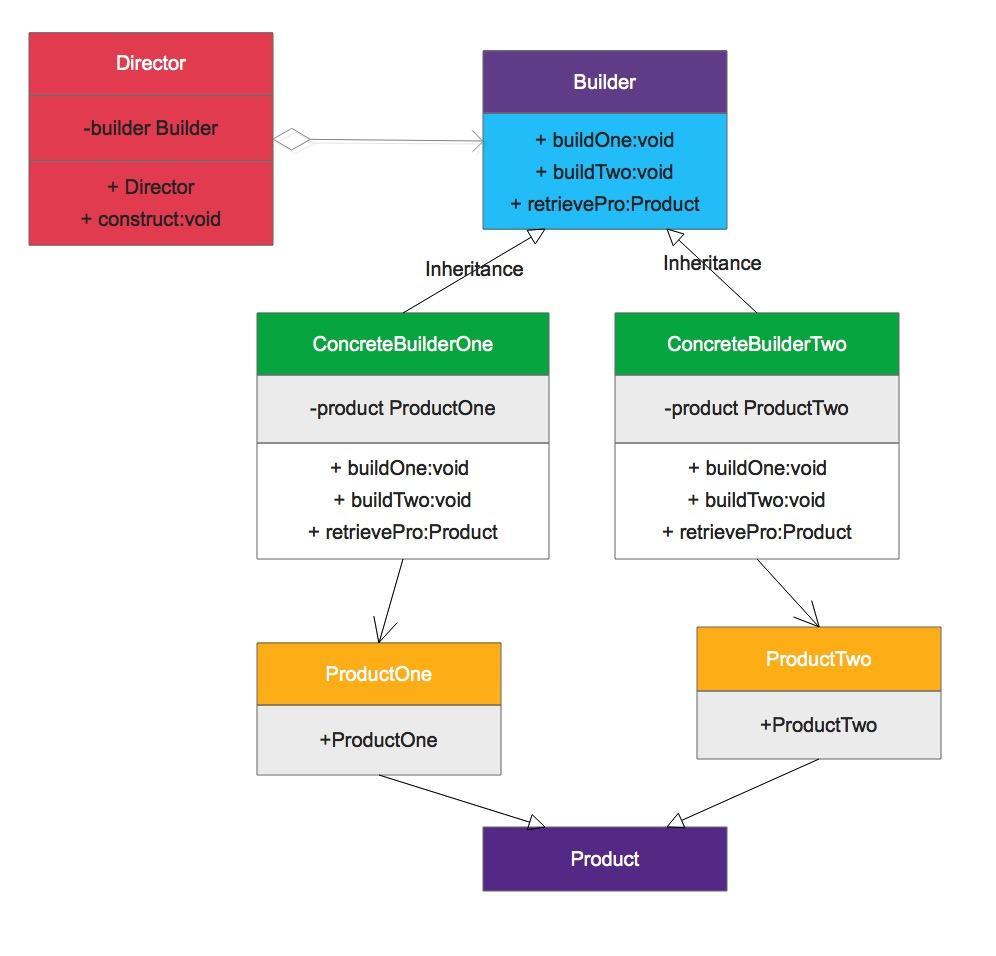 Director
-builder Builder
+ Director
+ construct:void
Builder
+ buildOne:void
+ buildTwo:void
+ retrievePro:Product
Inheritance
Inheritance
ConcreteBuilderOne
-product ProductOne
+ buildOne:void
+ buildTwo:void
+ retrievePro:Product
ConcreteBuilderTwo
-product ProductTwo
+ buildOne:void
+ buildTwo:void
+ retrievePro:Product
ProductOne
+ProductOne
ProductTwo
+ProductTwo
Product